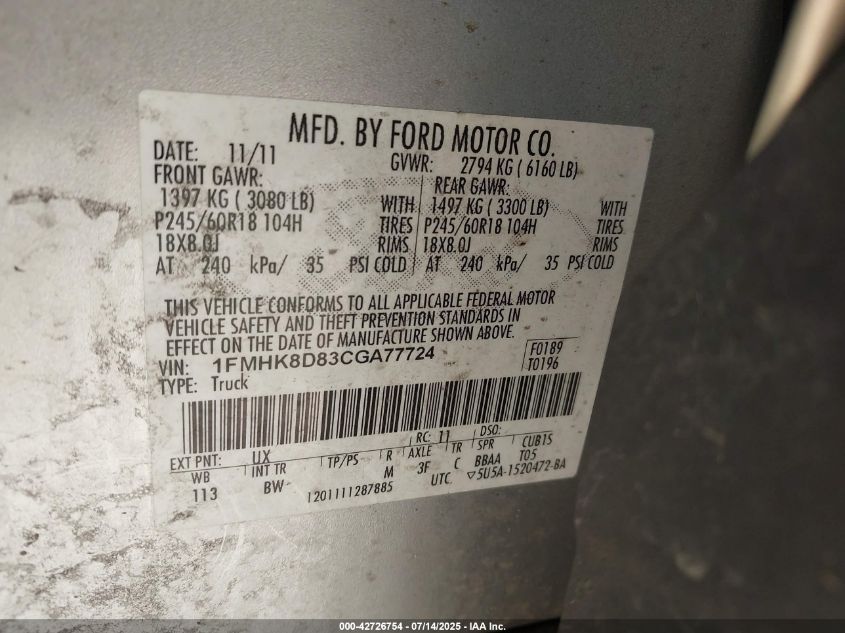 MFD. BY FORD MOTOR CO.
DATE: 11/11 GVWR: 2794 KG ( 6160 LB)
FRONT GAWR: REAR GAWR:
1397 KG ( 3080 LB) WITH 1497 KG ( 3300 LB) WITH
P245/60R18 104H TIRES P245/60R18 104H TIRES
18X8.0J RIMS 18X8.0J RIMS
AT 240 kPa/ 35 PSI COLD AT 240 kPa/ 35 PSI COLD
THIS VEHICLE CONFORMS TO ALL APPLICABLE FEDERAL MOTOR
VEHICLE SAFETY AND THEFT PREVENTION STANDARDS IN
EFFECT ON THE DATE OF MANUFACTURE SHOWN ABOVE.
VIN: 1FMHK8D83CGA77724 F0189
TYPE: Truck T0196
EXT PNT: UX RC: 11 DSO:
WB INT TR TP/PS R AXLE TR SPR CUB15
113 BW M 3F C BBAA T05
1201111287885 UTC ▽5U5A-1520472-BA
000-42726754 - 07/14/2025 - IAA Inc.